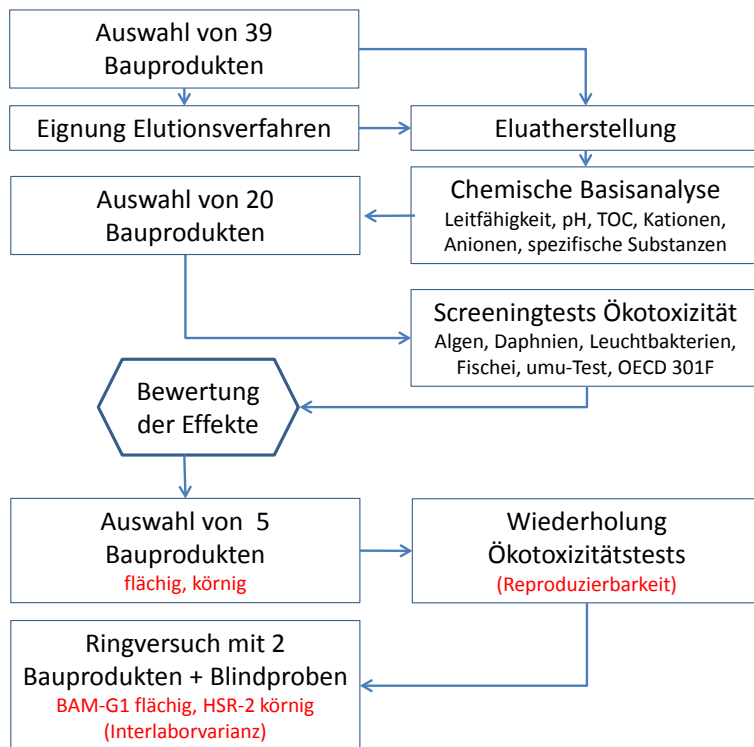 Auswahl von 39
Bauprodukten
Eignung Elutionsverfahren
Eluatherstellung
Chemische Basisanalyse
Leitfähigkeit, pH, TOC, Kationen,
Anionen, spezifische Substanzen
Auswahl von 20
Bauprodukten
Screeningtests Ökotoxizität
Algen, Daphnien, Leuchtbakterien,
Fischei, umu-Test, OECD 301F
Bewertung
der Effekte
Auswahl von 5
Bauprodukten
flächig, körnig
Wiederholung
Ökotoxizitätstests
(Reproduzierbarkeit)
Ringversuch mit 2
Bauprodukten + Blindproben
BAM-G1 flächig, HSR-2 körnig
(Interlaborvarianz)